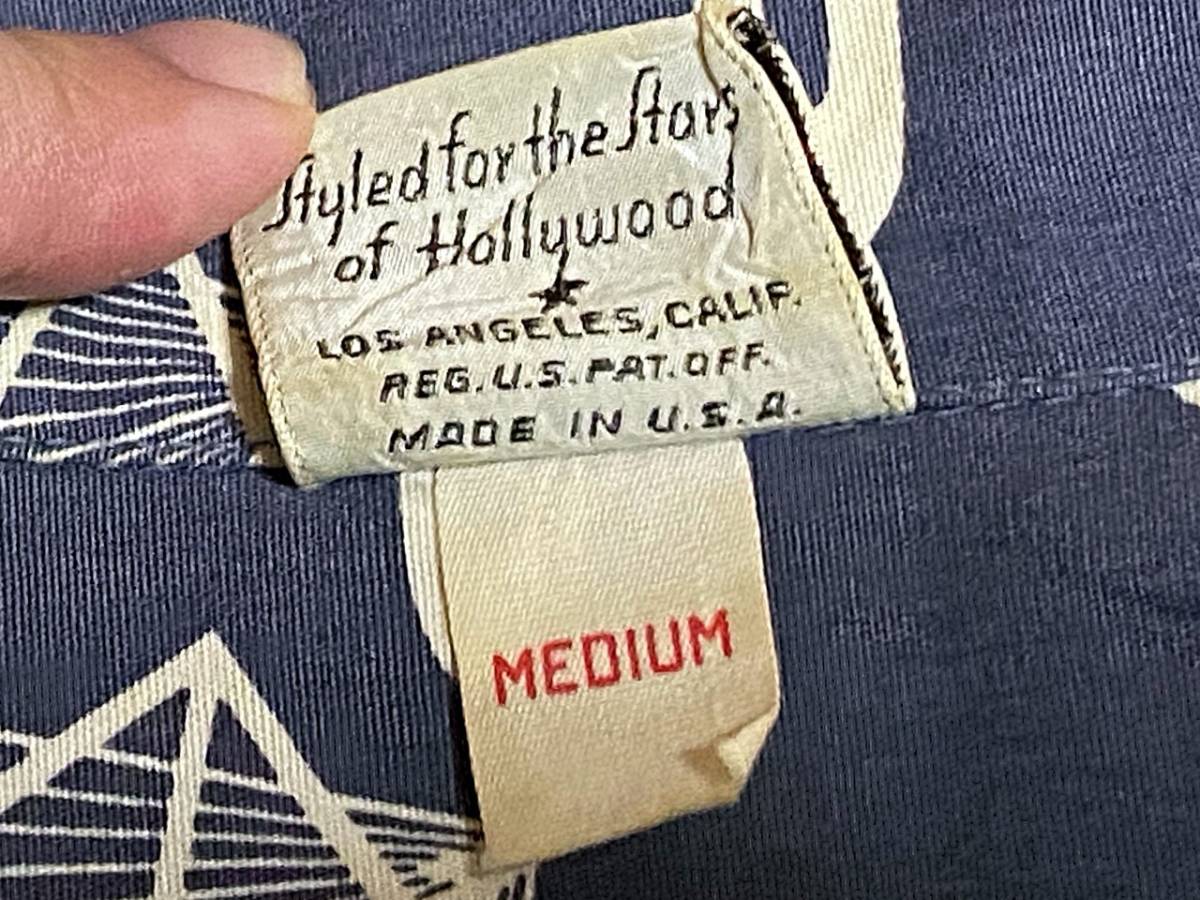 Styled for the Stars
of Hollywood
LOS ANGELES, CALIF.
REG. U.S. PAT. OFF.
MADE IN U.S.A.
MEDIUM